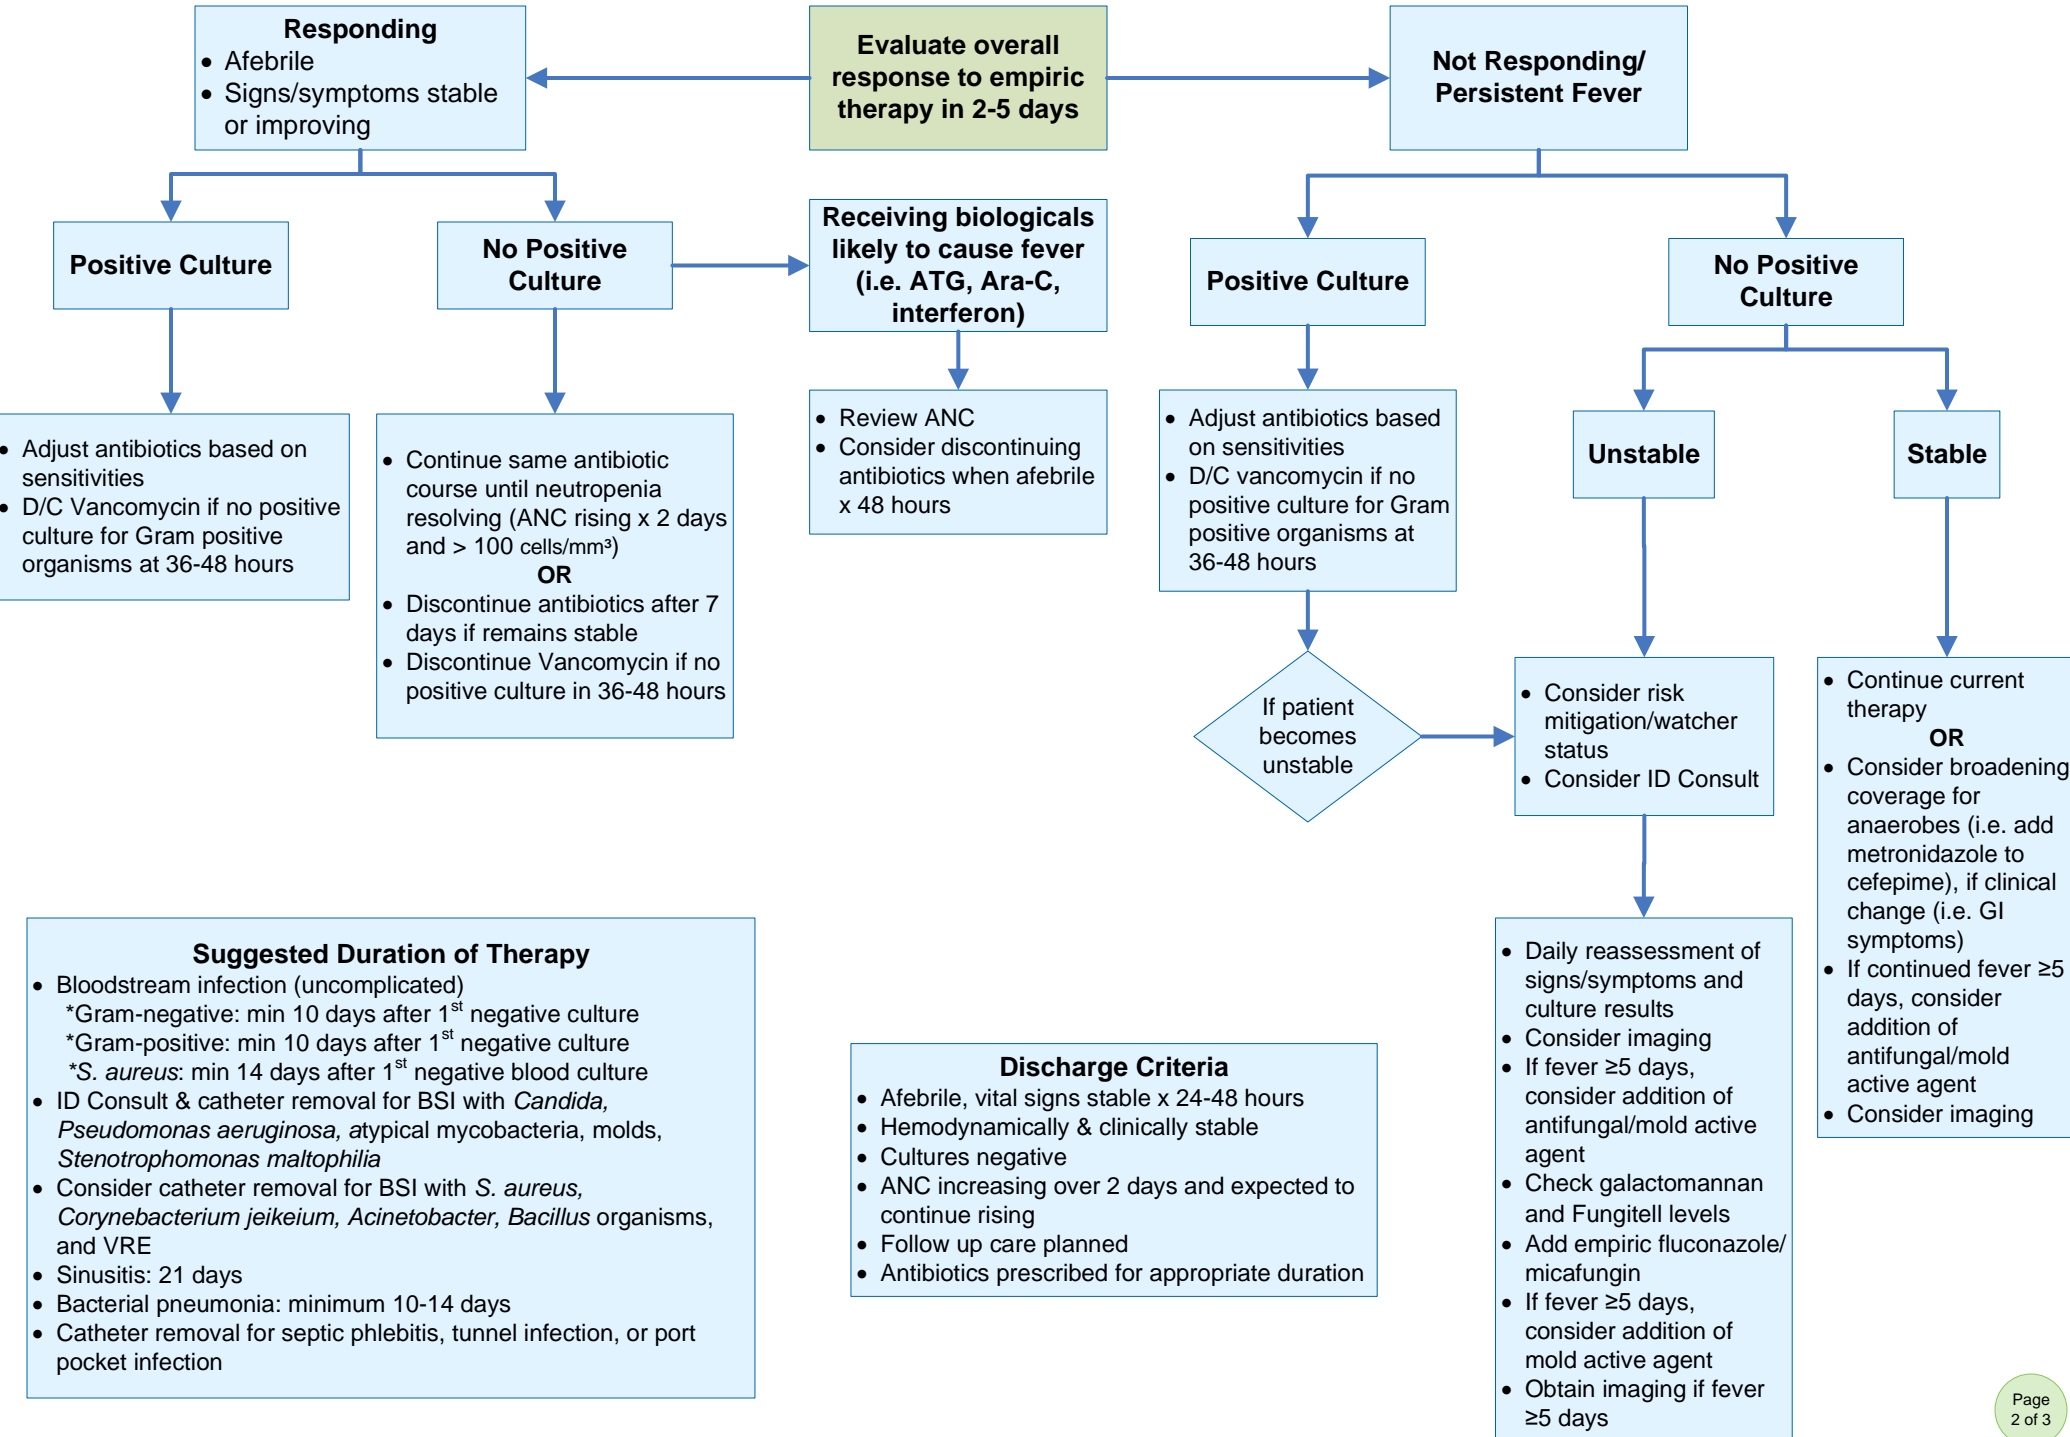 Responding
• Afebrile
• Signs/symptoms stable
or improving
Evaluate overall
response to empiric
therapy in 2-5 days
Not Responding/
Persistent Fever
Positive Culture
No Positive
Culture
Receiving biologicals
likely to cause fever
(i.e. ATG, Ara-C,
interferon)
Positive Culture
No Positive
Culture
• Adjust antibiotics based on
sensitivities
• D/C Vancomycin if no positive
culture for Gram positive
organisms at 36-48 hours
• Continue same antibiotic
course until neutropenia
resolving (ANC rising x 2 days
and > 100 cells/mm³)
OR
• Discontinue antibiotics after 7
days if remains stable
• Discontinue Vancomycin if no
positive culture in 36-48 hours
• Review ANC
• Consider discontinuing
antibiotics when afebrile
x 48 hours
• Adjust antibiotics based
on sensitivities
• D/C vancomycin if no
positive culture for Gram
positive organisms at
36-48 hours
Unstable
Stable
If patient
becomes
unstable
• Consider risk
mitigation/watcher
status
• Consider ID Consult
• Continue current
therapy
OR
• Consider broadening
coverage for
anaerobes (i.e. add
metronidazole to
cefepime), if clinical
change (i.e. GI
symptoms)
• If continued fever ≥5
days, consider
addition of
antifungal/mold
active agent
• Consider imaging
Suggested Duration of Therapy
• Bloodstream infection (uncomplicated)
*Gram-negative: min 10 days after 1st negative culture
*Gram-positive: min 10 days after 1st negative culture
*S. aureus: min 14 days after 1st negative blood culture
• ID Consult & catheter removal for BSI with Candida,
Pseudomonas aeruginosa, atypical mycobacteria, molds,
Stenotrophomonas maltophilia
• Consider catheter removal for BSI with S. aureus,
Corynebacterium jeikeium, Acinetobacter, Bacillus organisms,
and VRE
• Sinusitis: 21 days
• Bacterial pneumonia: minimum 10-14 days
• Catheter removal for septic phlebitis, tunnel infection, or port
pocket infection
Discharge Criteria
• Afebrile, vital signs stable x 24-48 hours
• Hemodynamically & clinically stable
• Cultures negative
• ANC increasing over 2 days and expected to
continue rising
• Follow up care planned
• Antibiotics prescribed for appropriate duration
• Daily reassessment of
signs/symptoms and
culture results
• Consider imaging
• If fever ≥5 days,
consider addition of
antifungal/mold active
agent
• Check galactomannan
and Fungitell levels
• Add empiric fluconazole/
micafungin
• If fever ≥5 days,
consider addition of
mold active agent
• Obtain imaging if fever
≥5 days
Page
2 of 3